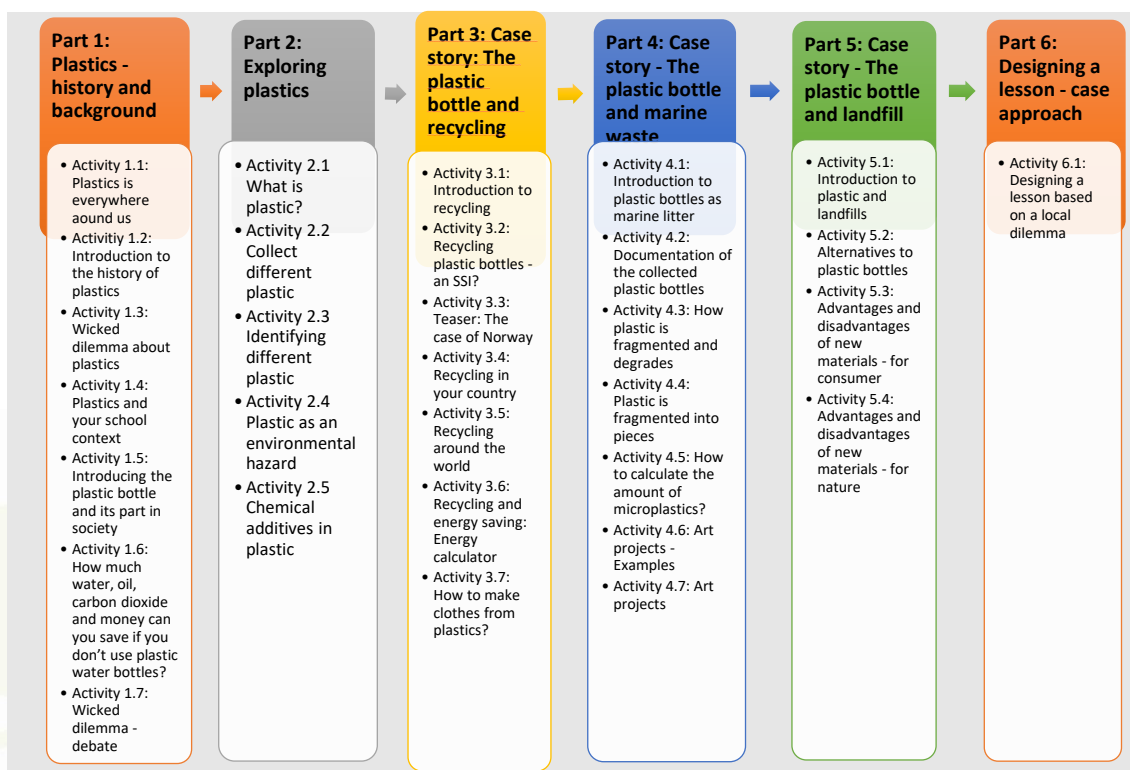 Part 1:
Plastics -
history and
background
• Activity 1.1:
Plastics is
everywhere
aound us
• Activitiy 1.2:
Introduction to
the history of
plastics
• Activity 1.3:
Wicked
dilemma about
plastics
• Activity 1.4:
Plastics and
your school
context
• Activity 1.5:
Introducing the
plastic bottle
and its part in
society
• Activity 1.6:
How much
water, oil,
carbon dioxide
and money can
you save if you
don't use plastic
water bottles?
• Activity 1.7:
Wicked
dilemma -
debate
Part 2:
Exploring
plastics
• Activity 2.1
What is
plastic?
• Activity 2.2
Collect
different
plastic
• Activity 2.3
Identifying
different
plastic
• Activity 2.4
Plastic as an
environmental
hazard
• Activity 2.5
Chemical
additives in
plastic
Part 3: Case
story: The
plastic
bottle and
recycling
• Activity 3.1:
Introduction to
recycling
• Activity 3.2:
Recycling
plastic bottles -
an SSI?
• Activity 3.3:
Teaser: The
case of Norway
• Activity 3.4:
Recycling in
your country
• Activity 3.5:
Recycling
around the
world
• Activity 3.6:
Recycling and
energy saving:
Energy
calculator
• Activity 3.7:
How to make
clothes from
plastics?
Part 4: Case
story - The
plastic bottle
and marine
waste
• Activity 4.1:
Introduction to
plastic bottles as
marine litter
• Activity 4.2:
Documentation of
the collected
plastic bottles
• Activity 4.3: How
plastic is
fragmented and
degrades
• Activity 4.4:
Plastic is
fragmented into
pieces
• Activity 4.5: How
to calculate the
amount of
microplastics?
• Activity 4.6: Art
projects -
Examples
• Activity 4.7: Art
projects
Part 5: Case
story - The
plastic bottle
and landfill
• Activity 5.1:
Introduction to
plastic and
landfills
• Activity 5.2:
Alternatives to
plastic bottles
• Activity 5.3:
Advantages and
disadvantages
of new
materials - for
consumer
• Activity 5.4:
Advantages and
disadvantages
of new
materials - for
nature
Part 6:
Designing a
lesson - case
approach
• Activity 6.1:
Designing a
lesson based
on a local
dilemma